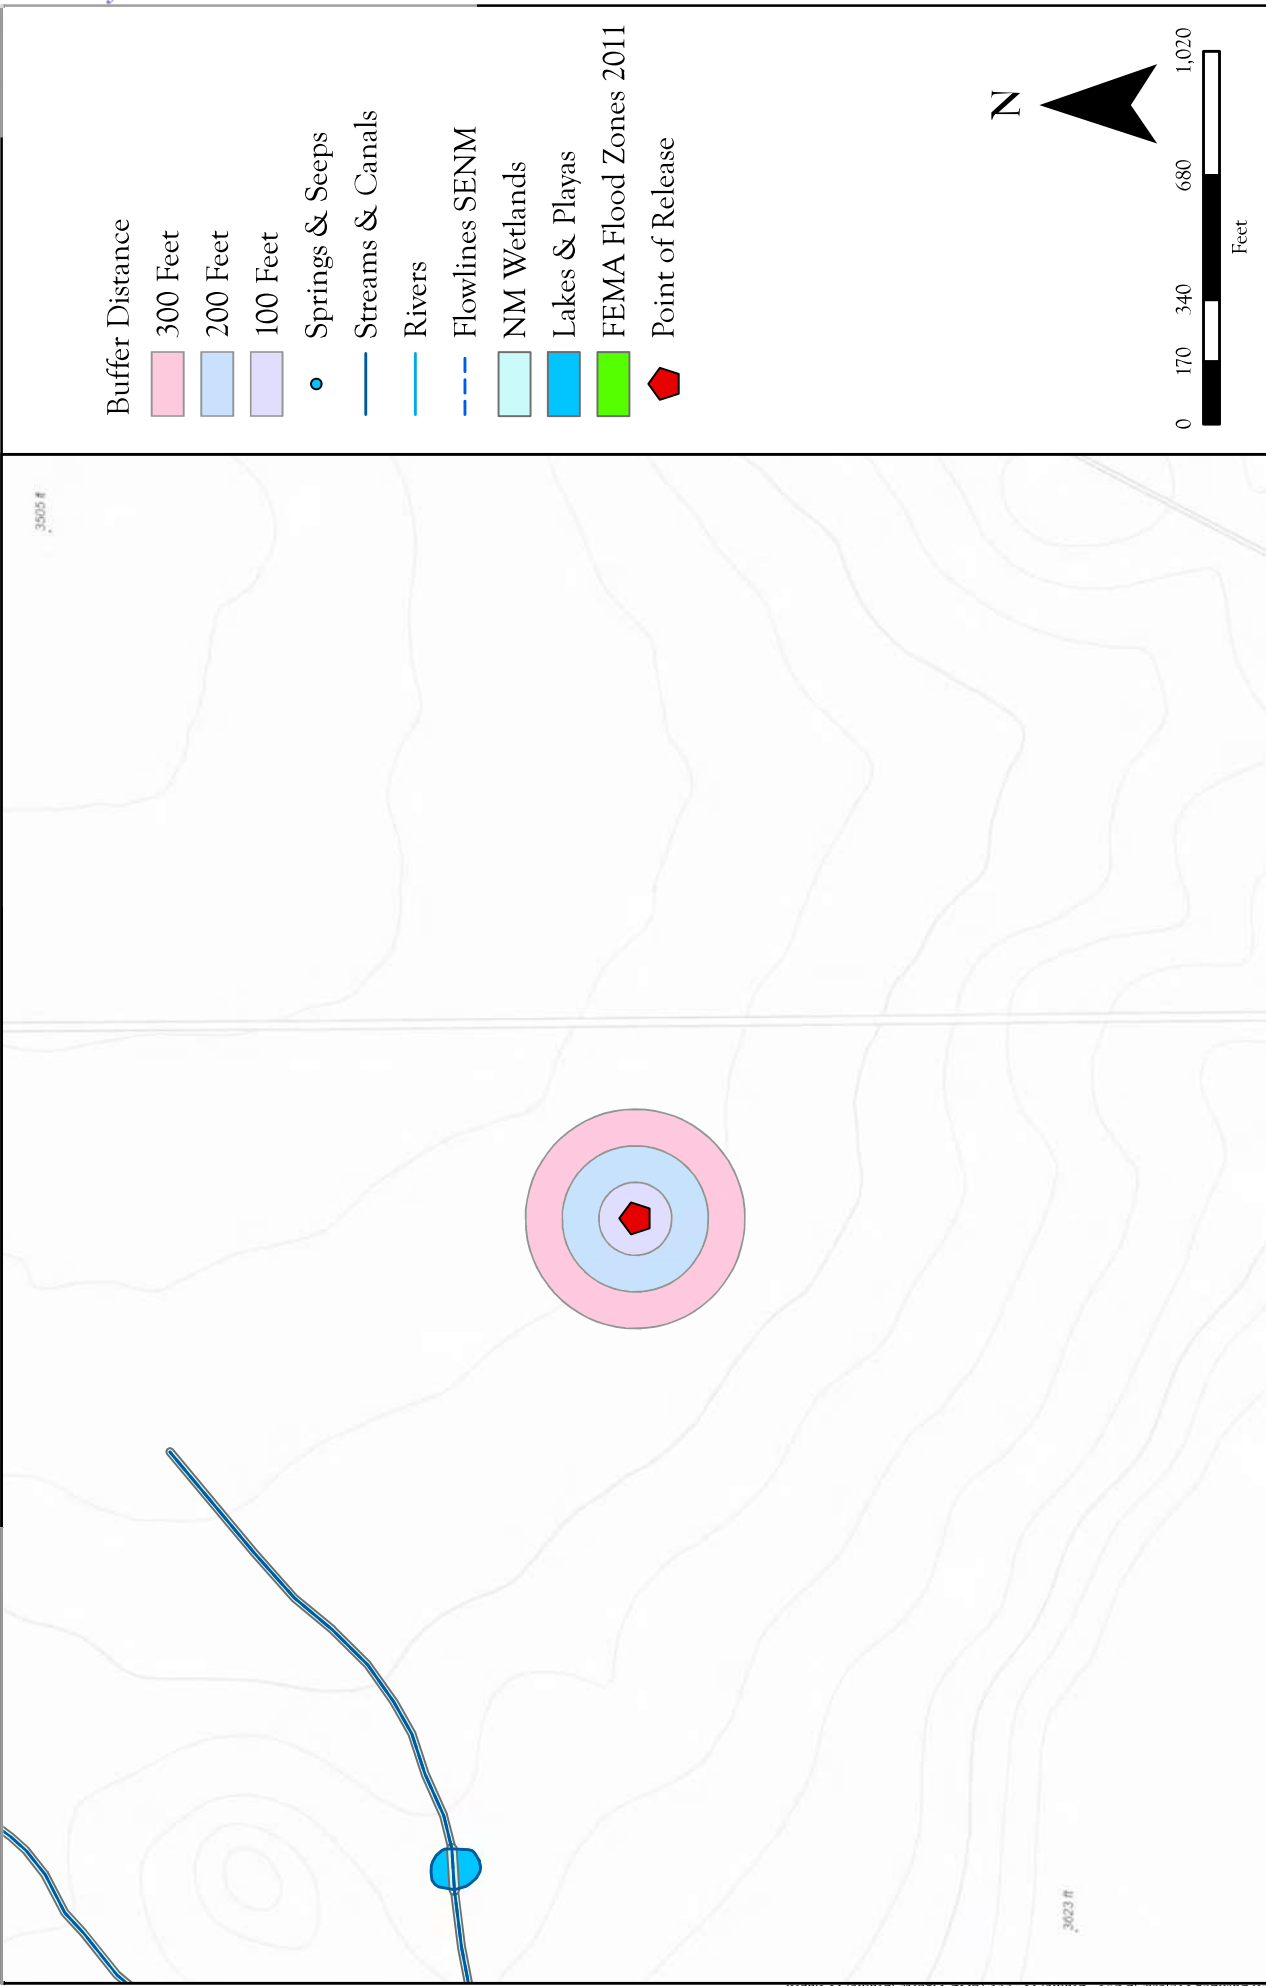 Buffer Distance
300 Feet
200 Feet
100 Feet
Springs & Seeps
Streams & Canals
Rivers
Flowlines SENM
NM Wetlands
Lakes & Playas
FEMA Flood Zones 2011
Point of Release
N
0 170 340 680 1,020
Feet
3505 ft
3623 ft